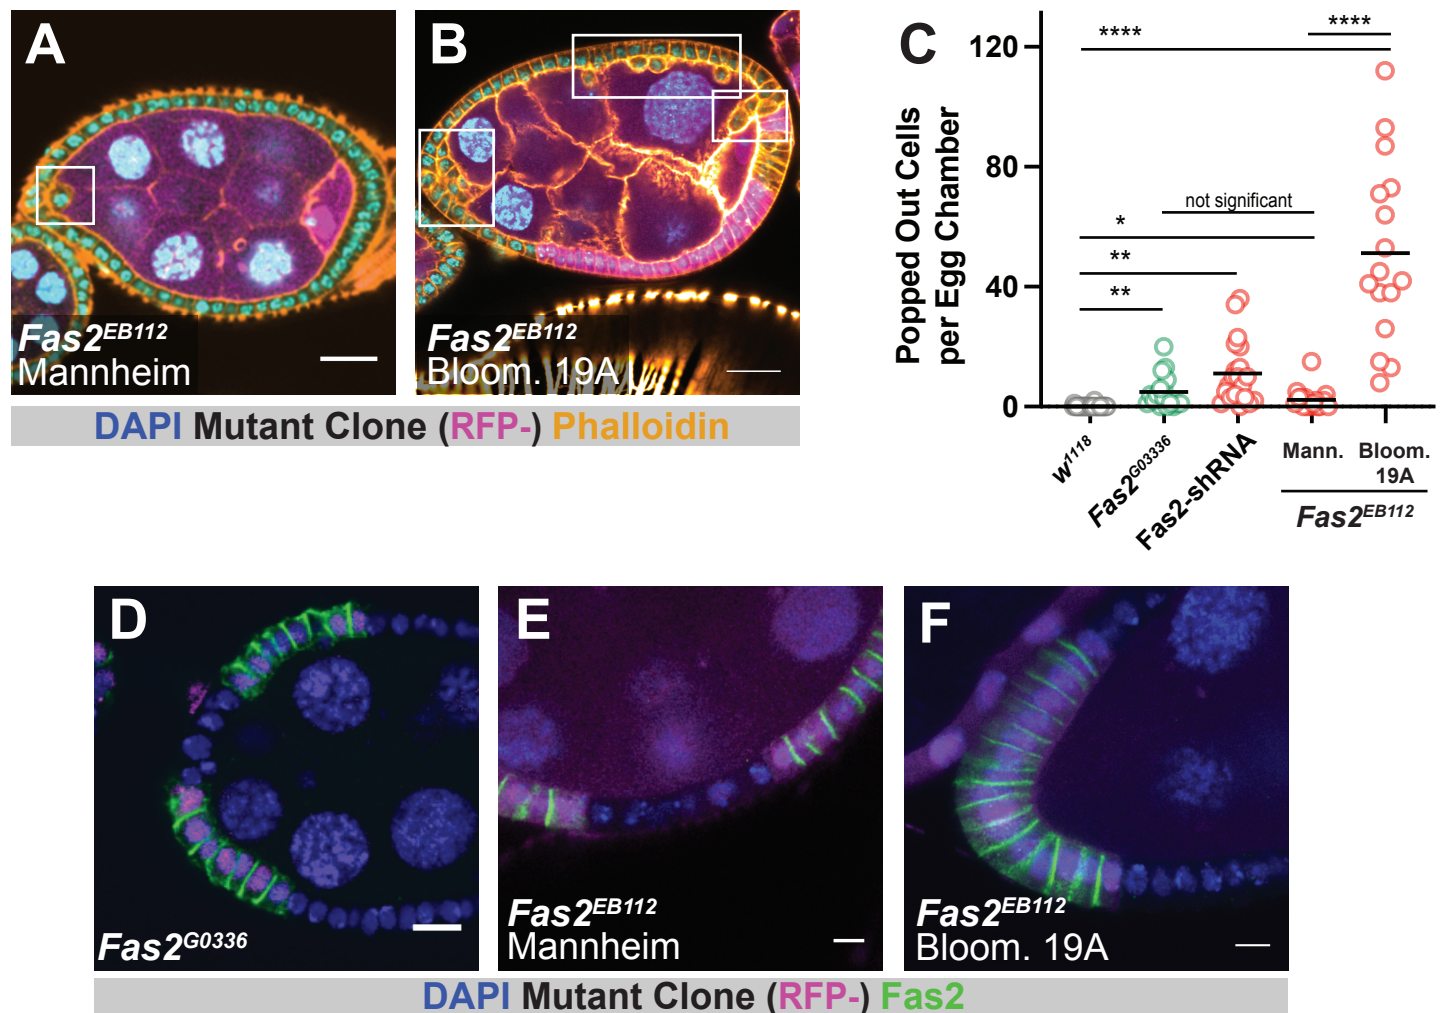 A
Fas2EB112
Mannheim
B
Fas2EB112
Bloom. 19A
DAPI Mutant Clone (RFP-) Phalloidin
C
Popped Out Cells
per Egg Chamber
120
80
40
0
****
****
not significant
*
**
**
w1118
Fas2G03336
Fas2-shRNA
Mann.
Bloom.
19A
Fas2EB112
D
Fas2G0336
E
Fas2EB112
Mannheim
F
Fas2EB112
Bloom. 19A
DAPI Mutant Clone (RFP-) Fas2